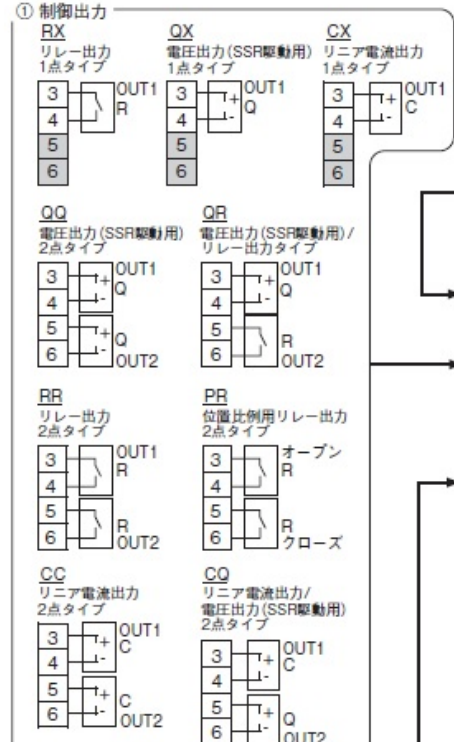 ① 制御出力
RX
リレー出力
1点タイプ
3
4
5
6
OUT1
R
QX
電圧出力(SSR駆動用)
1点タイプ
3
4
5
6
+
-
OUT1
Q
CX
リニア電流出力
1点タイプ
3
4
5
6
+
-
OUT1
C
QQ
電圧出力(SSR駆動用)
2点タイプ
3
4
5
6
+
-
OUT1
+
-
Q
OUT2
QR
電圧出力(SSR駆動用)/
リレー出力タイプ
3
4
5
6
+
-
OUT1
Q
R
OUT2
RR
リレー出力
2点タイプ
3
4
5
6
OUT1
R
R
OUT2
PR
位置比例用リレー出力
2点タイプ
3
4
5
6
オープン
R
R
クローズ
CC
リニア電流出力
2点タイプ
3
4
5
6
+
-
OUT1
C
+
-
C
OUT2
CQ
リニア電流出力/
電圧出力(SSR駆動用)
2点タイプ
3
4
5
6
+
-
OUT1
C
+
-
Q
OUT2